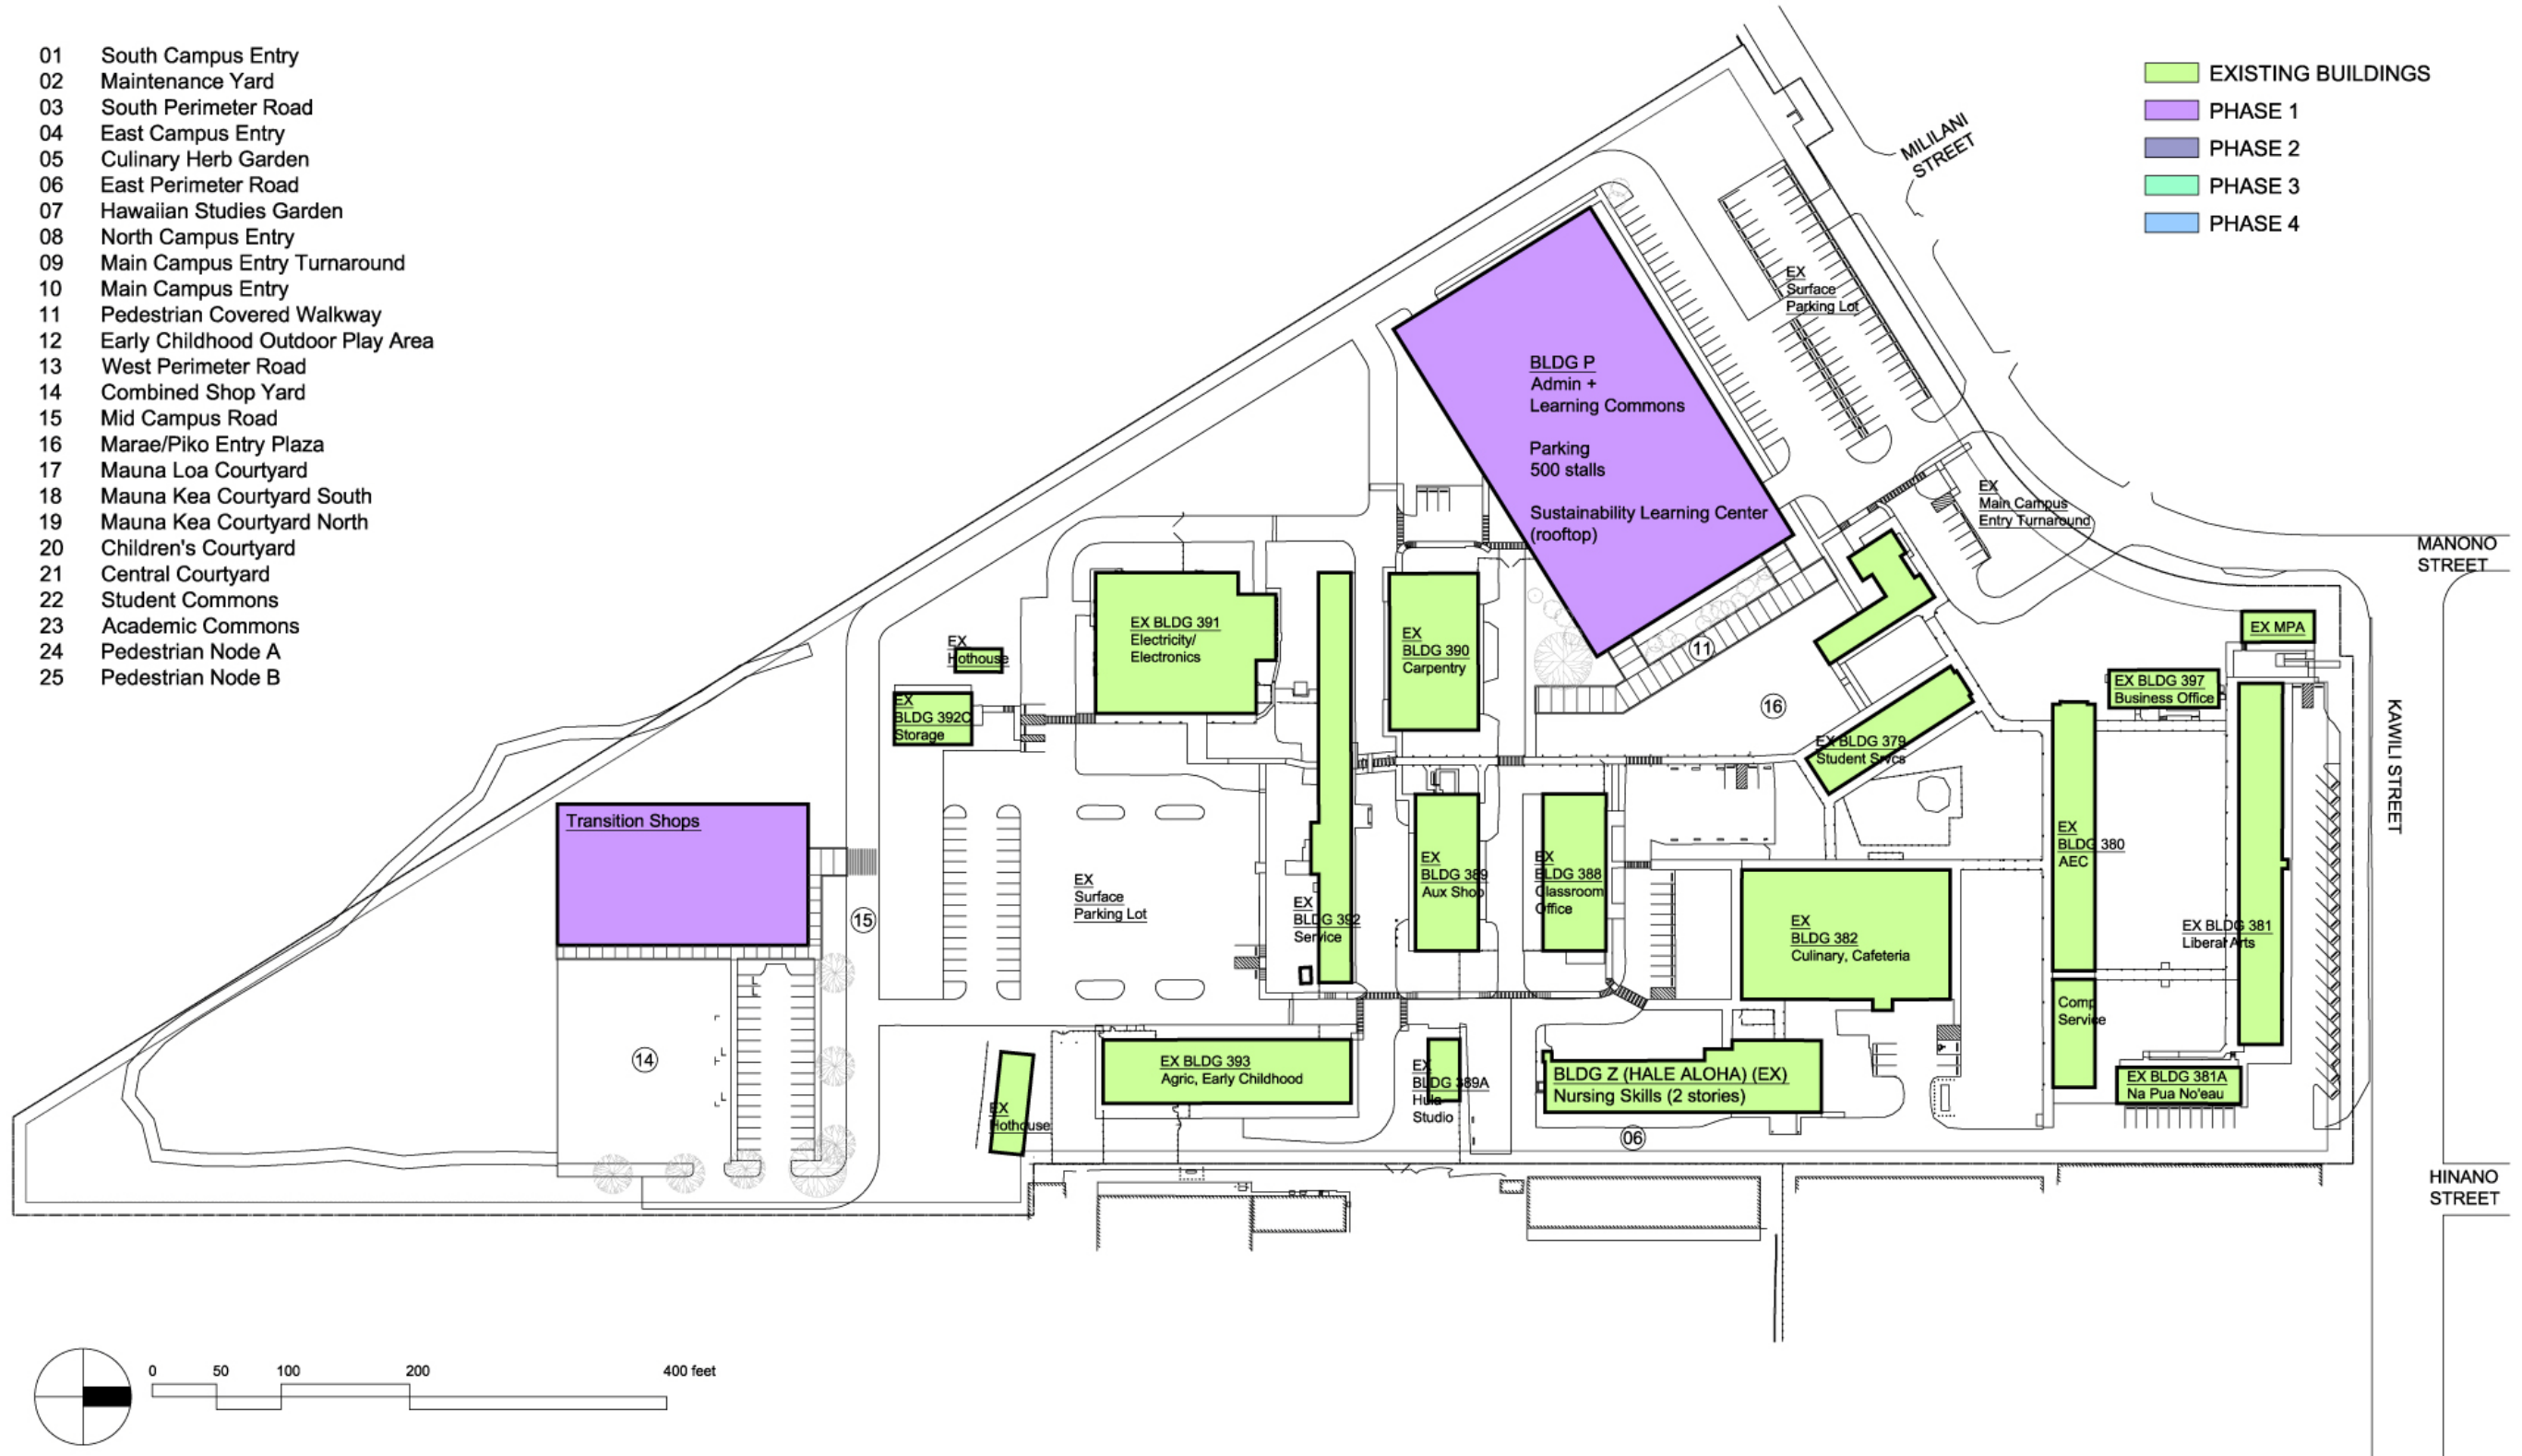 01 South Campus Entry
02 Maintenance Yard
03 South Perimeter Road
04 East Campus Entry
05 Culinary Herb Garden
06 East Perimeter Road
07 Hawaiian Studies Garden
08 North Campus Entry
09 Main Campus Entry Turnaround
10 Main Campus Entry
11 Pedestrian Covered Walkway
12 Early Childhood Outdoor Play Area
13 West Perimeter Road
14 Combined Shop Yard
15 Mid Campus Road
16 Marae/Piko Entry Plaza
17 Mauna Loa Courtyard
18 Mauna Kea Courtyard South
19 Mauna Kea Courtyard North
20 Children's Courtyard
21 Central Courtyard
22 Student Commons
23 Academic Commons
24 Pedestrian Node A
25 Pedestrian Node B
EXISTING BUILDINGS
PHASE 1
PHASE 2
PHASE 3
PHASE 4
MILILANI
STREET
EX
Surface
Parking Lot
BLDG P
Admin +
Learning Commons
Parking
500 stalls
Sustainability Learning Center
(rooftop)
EX
Main Campus
Entry Turnaround
MANONO
STREET
EX BLDG 391
Electricity/
Electronics
EX
BLDG 390
Carpentry
EX
Hothouse
EX
BLDG 392C
Storage
11
16
EX MPA
EX BLDG 397
Business Office
EX BLDG 379
Student Srvcs
KAWILI STREET
Transition Shops
EX
Surface
Parking Lot
15
EX
BLDG 392
Service
EX
BLDG 389
Aux Shop
EX
BLDG 388
Classroom
Office
EX
BLDG 382
Culinary, Cafeteria
EX
BLDG 380
AEC
EX BLDG 381
Liberal Arts
Comp
Service
14
EX
Hothouse
EX BLDG 393
Agric, Early Childhood
EX
BLDG 389A
Hula
Studio
BLDG Z (HALE ALOHA) (EX)
Nursing Skills (2 stories)
EX BLDG 381A
Na Pua No'eau
06
HINANO
STREET
0 50 100 200 400 feet